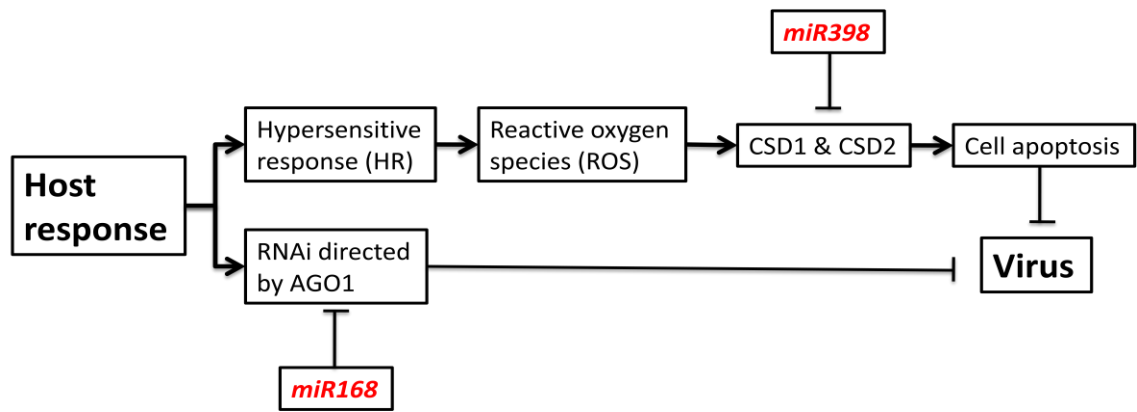 miR398
Hypersensitive
response (HR)
Reactive oxygen
species (ROS)
CSD1 & CSD2
Cell apoptosis
Host
response
RNAi directed
by AGO1
Virus
miR168